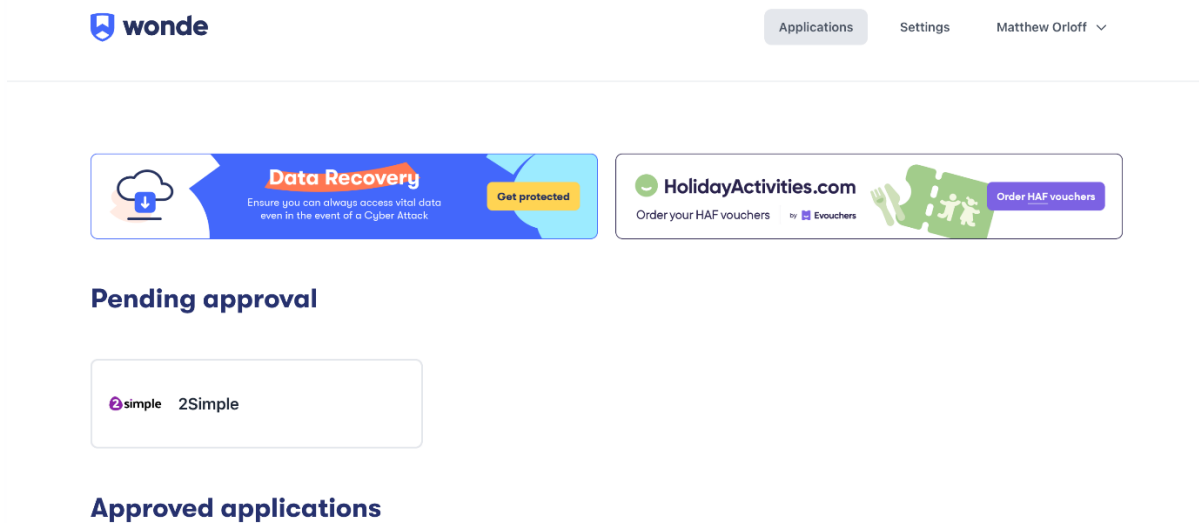 wonde
Applications
Settings
Matthew Orloff
Data Recovery
Ensure you can always access vital data
even in the event of a Cyber Attack
Get protected
HolidayActivities.com
Order your HAF vouchers
by Evouchers
Order HAF vouchers
Pending approval
2simple
2Simple
Approved applications